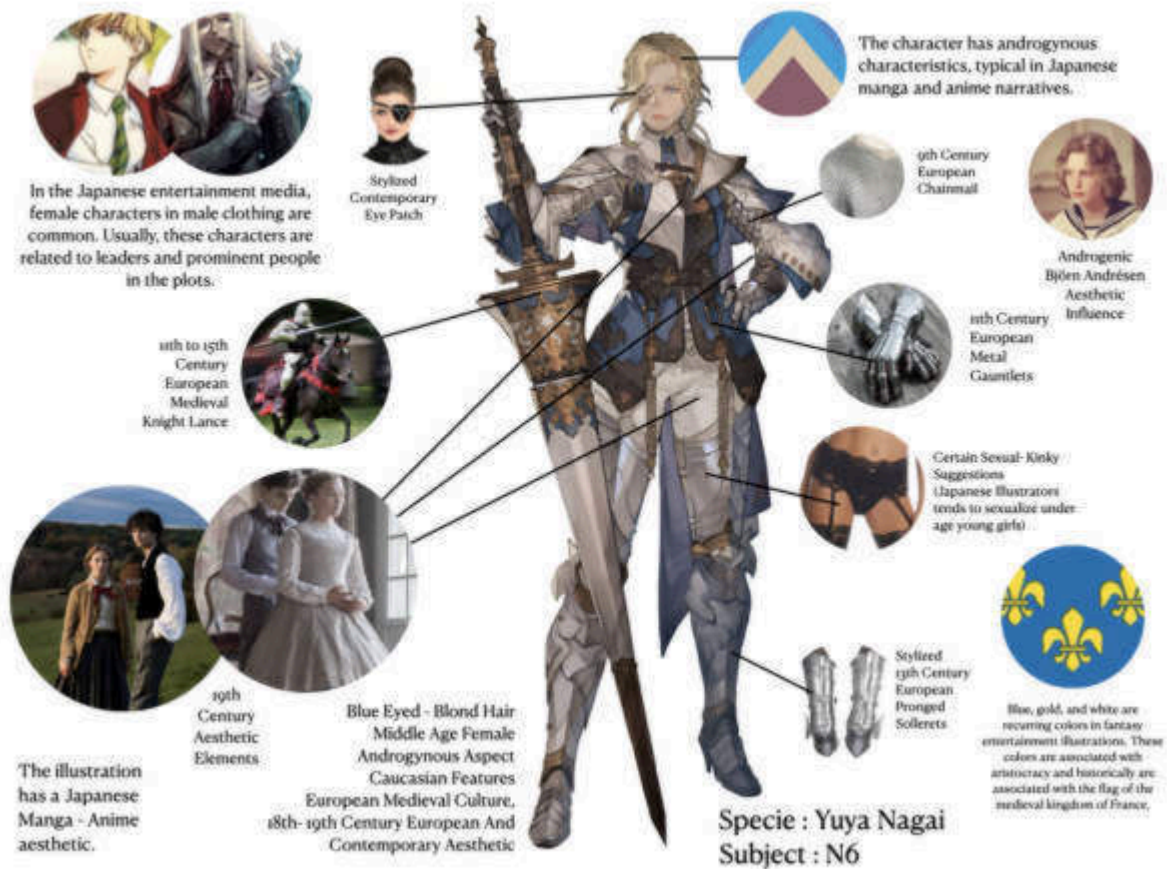 In the Japanese entertainment media,
female characters in male clothing are
common. Usually, these characters are
related to leaders and prominent people
in the plots.
Stylized
Contemporary
Eye Patch
The character has androgynous
characteristics, typical in Japanese
manga and anime narratives.
9th Century
European
Chainmail
Androgenic
Björn Andrésen
Aesthetic
Influence
11th to 15th
Century
European
Medieval
Knight Lance
11th Century
European
Metal
Gauntlets
Certain Sexual- Kinky
Suggestions
(Japanese Illustrators
tends to sexualize under
age young girls)
19th
Century
Aesthetic
Elements
Stylized
13th Century
European
Pronged
Sollerets
Blue, gold, and white are
recurring colors in fantasy
entertainment illustrations. These
colors are associated with
aristocracy and historically are
associated with the flag of the
medieval kingdom of France.
The illustration
has a Japanese
Manga - Anime
aesthetic.
Blue Eyed - Blond Hair
Middle Age Female
Androgynous Aspect
Caucasian Features
European Medieval Culture,
18th- 19th Century European And
Contemporary Aesthetic
Specie : Yuya Nagai
Subject : N6